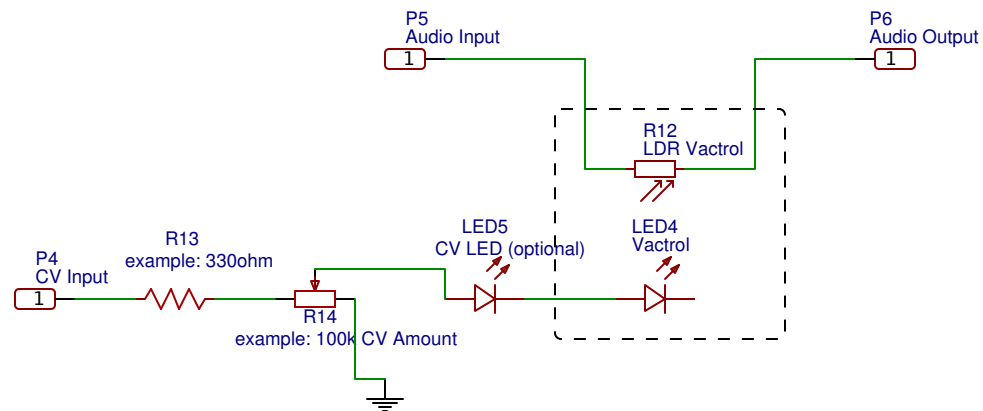 P5
Audio Input
1
P6
Audio Output
1
R12
LDR Vactrol
LED5
CV LED (optional)
LED4
Vactrol
R13
example: 330ohm
P4
CV Input
1
R14
example: 100k CV Amount